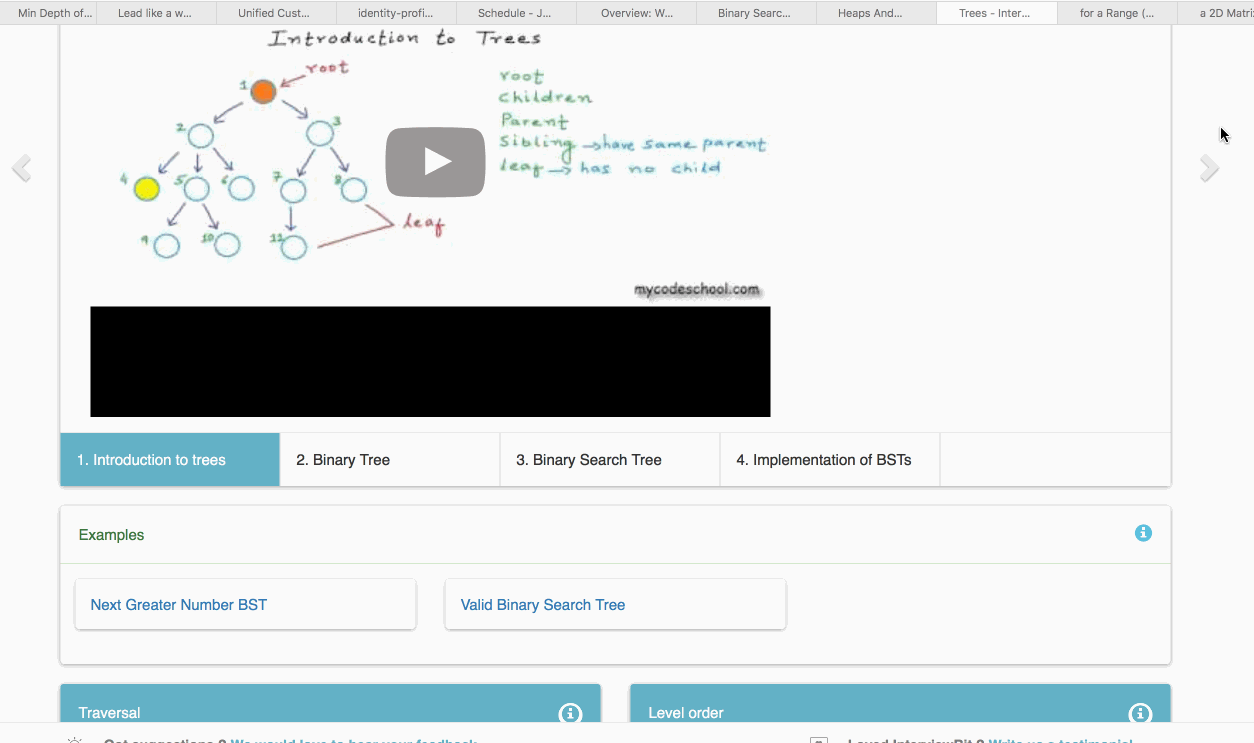 Min Depth of...
Lead like a w...
Unified Cust...
identity-profi...
Schedule - J...
Overview: W...
Binary Searc...
Heaps And...
Trees - Inter...
for a Range (...
a 2D Matri
Introduction to Trees
root
1
2
3
4
5
6
7
8
9
10
11
leaf
root
Children
Parent
Sibling → have same parent
leaf → has no child
mycodeschool.com
1. Introduction to trees
2. Binary Tree
3. Binary Search Tree
4. Implementation of BSTs
Examples
Next Greater Number BST
Valid Binary Search Tree
Traversal
Level order
Got suggestions ? We would love to hear your feedback
Loved InterviewBit ? Write us a testimonial